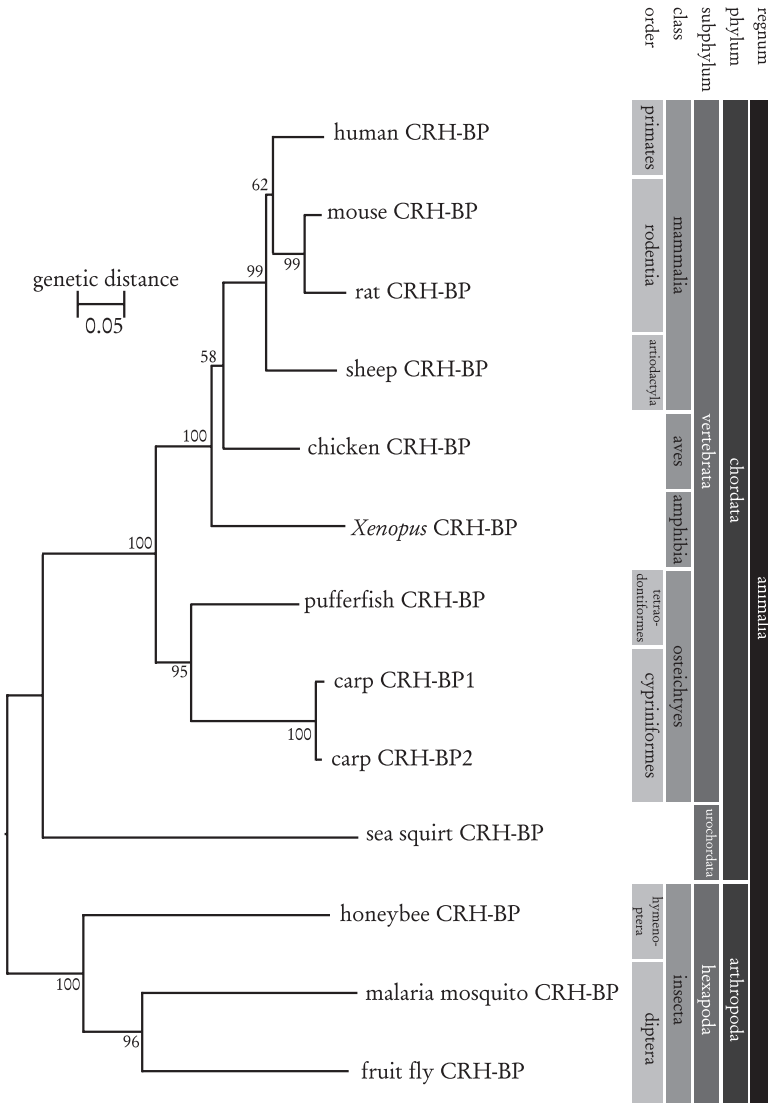 regnum
phylum
subphylum
class
order
human CRH-BP
mouse CRH-BP
rat CRH-BP
sheep CRH-BP
chicken CRH-BP
Xenopus CRH-BP
pufferfish CRH-BP
carp CRH-BP1
carp CRH-BP2
sea squirt CRH-BP
honeybee CRH-BP
malaria mosquito CRH-BP
fruit fly CRH-BP
62
99
99
58
100
100
95
100
100
96
genetic distance
0.05
primates
rodentia
artiodactyla
tetrao-
dontiformes
cypriniformes
hymeno-
ptera
diptera
mammalia
aves
amphibia
osteichtyes
insecta
vertebrata
urochordata
hexapoda
chordata
arthropoda
animalia